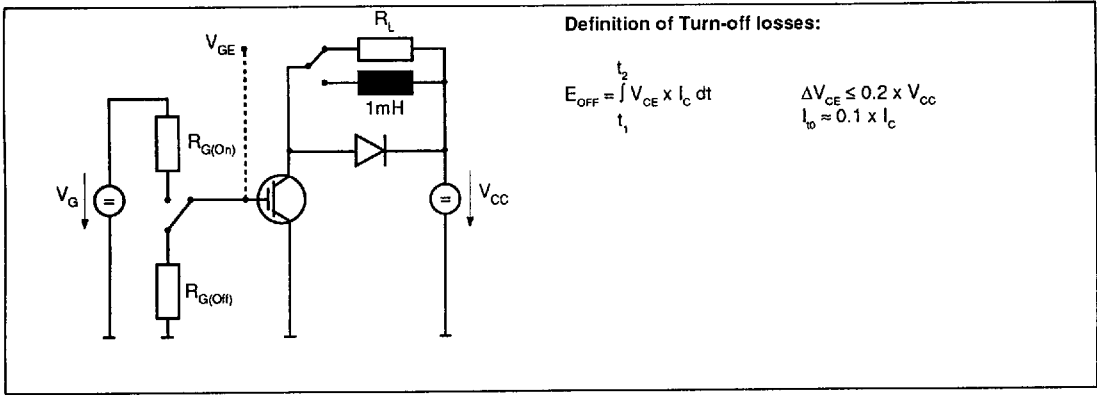 Definition of Turn-off losses:
R_L
V_GE
1mH
R_G(On)
V_G
=
=
V_CC
R_G(Off)
t_2
E_OFF = ∫ V_CE x I_C dt
t_1
ΔV_CE ≤ 0.2 x V_CC
I_t0 ≈ 0.1 x I_C